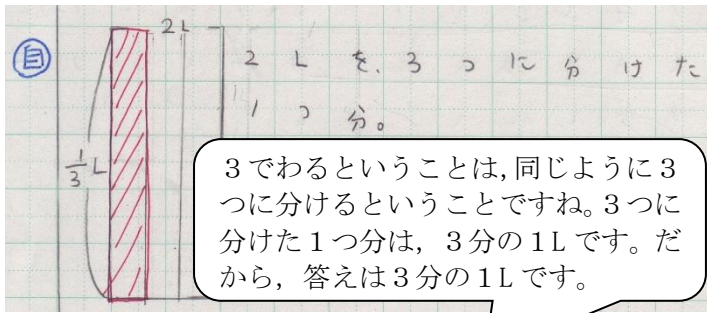 自
2L
2Lを、3つに分けた
1つ分。
1/3 L
３でわるということは,同じように３
つに分けるということですね。３つに
分けた１つ分は，３分の１Lです。だ
から，答えは３分の１Lです。